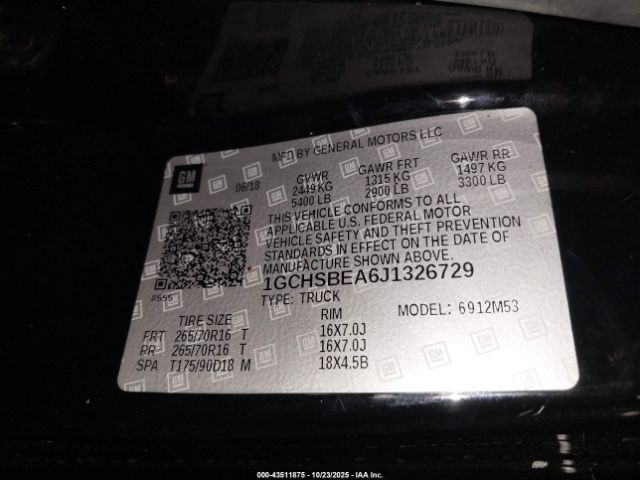 MFD BY GENERAL MOTORS LLC
GM
06/18
GVWR GAWR FRT GAWR RR
2449 KG 1315 KG 1497 KG
5400 LB 2900 LB 3300 LB
THIS VEHICLE CONFORMS TO ALL
APPLICABLE U.S. FEDERAL MOTOR
VEHICLE SAFETY AND THEFT PREVENTION
STANDARDS IN EFFECT ON THE DATE OF
MANUFACTURE SHOWN ABOVE.
1GCHSBEA6J1326729
#555
TYPE: TRUCK MODEL: 6912M53
TIRE SIZE RIM
FRT 265/70R16 T 16X7.0J
RR 265/70R16 T 16X7.0J
SPA T175/90D18 M 18X4.5B
000-43511875 - 10/23/2025 - IAA Inc.